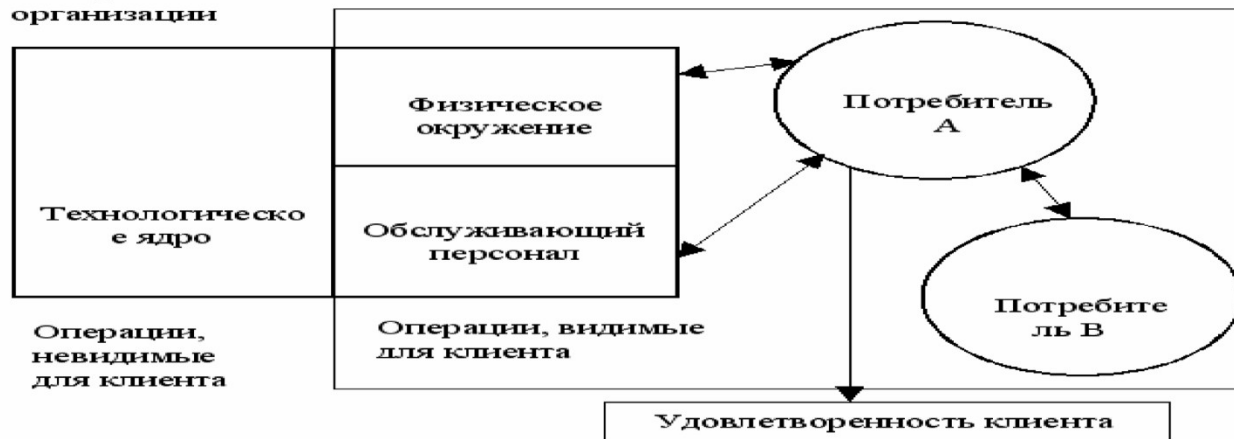 организации
Физическое
окружение
Потребитель
А
Технологическо
е ядро
Обслуживающий
персонал
Потребите
ль В
Операции,
невидимые
для клиента
Операции, видимые
для клиента
Удовлетворенность клиента